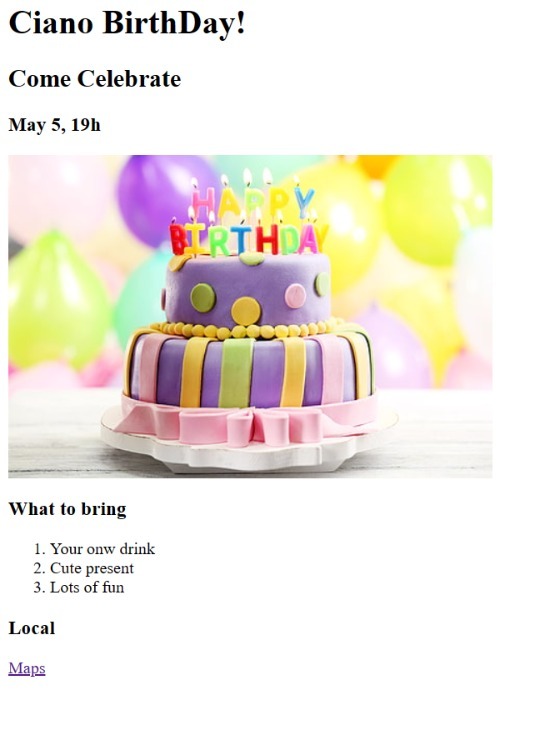 Ciano BirthDay!
Come Celebrate
May 5, 19h
HAPPY
BIRTHDAY
What to bring
1. Your onw drink
2. Cute present
3. Lots of fun
Local
Maps